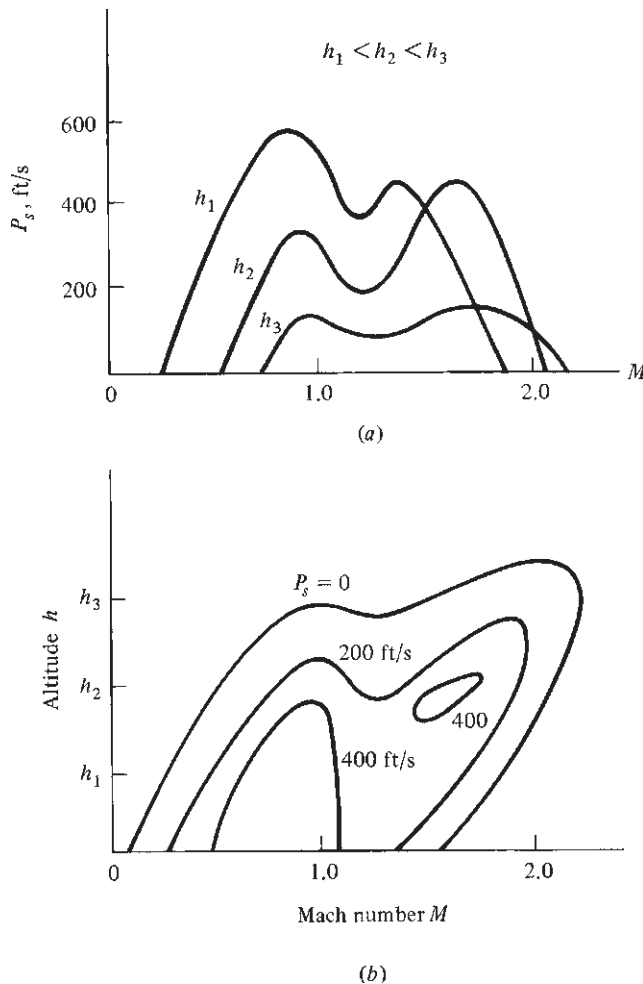 h₁ < h₂ < h₃
P_s, ft/s
600
400
200
h₁
h₂
h₃
0
1.0
2.0
M
(a)
Altitude h
h₃
h₂
h₁
P_s = 0
200 ft/s
400
400 ft/s
0
1.0
2.0
Mach number M
(b)